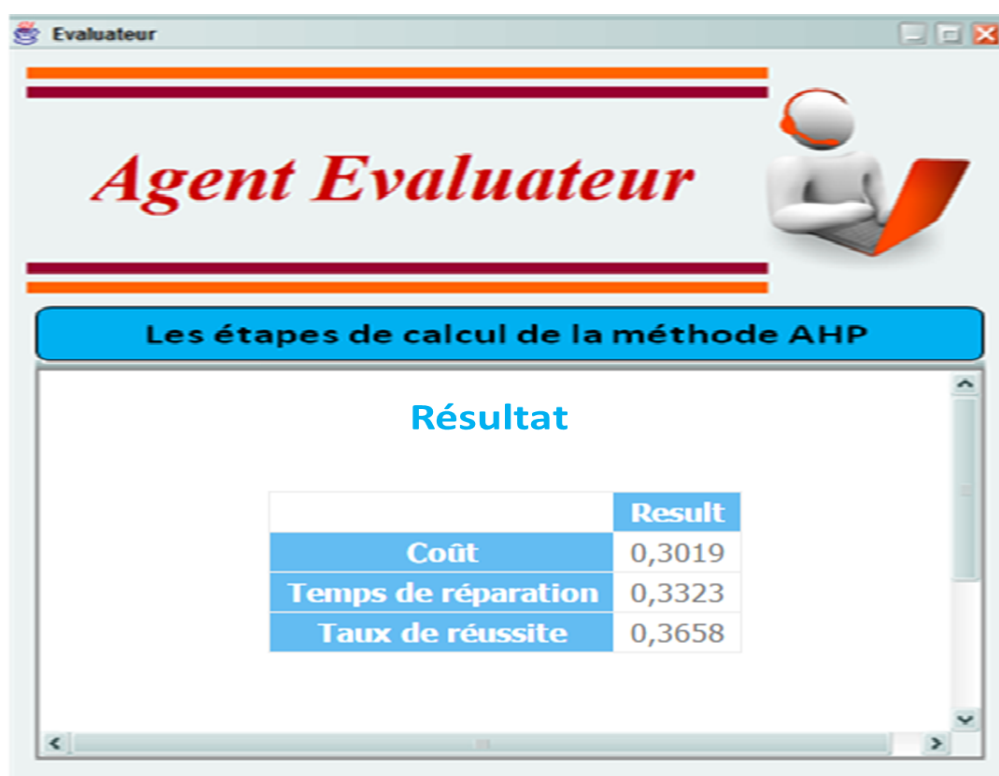 Evaluateur
Agent Evaluateur
Les étapes de calcul de la méthode AHP
Résultat
Result
Coût 0,3019
Temps de réparation 0,3323
Taux de réussite 0,3658